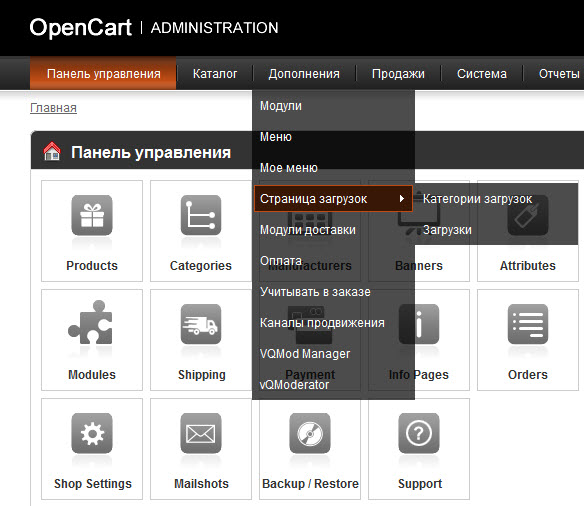 OpenCart | ADMINISTRATION
Панель управления Каталог Дополнения Продажи Система Отчеты
Главная
Модули
Меню
Мое меню
Страница загрузок
Модули доставки
Оплата
Учитывать в заказе
Каналы продвижения
VQMod Manager
vQModerator
Категории загрузок
Загрузки
Панель управления
Products Categories Manufacturers Banners Attributes
Modules Shipping Payment Info Pages Orders
Shop Settings Mailshots Backup / Restore Support